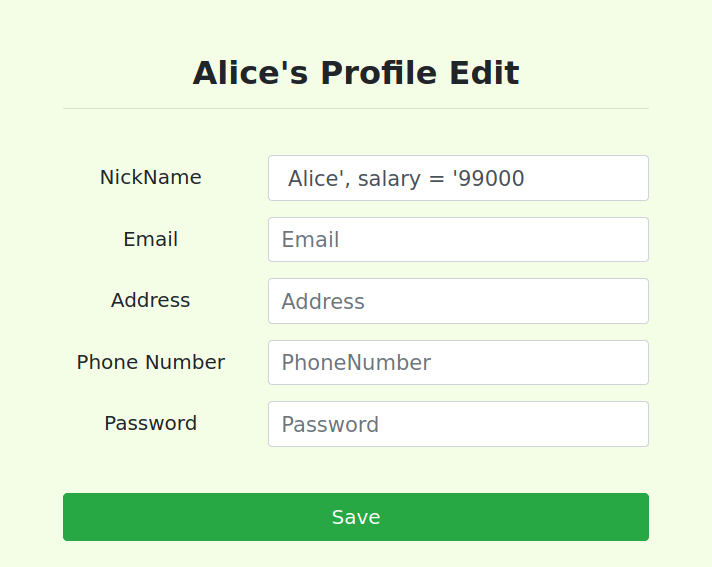 Alice's Profile Edit
NickName Alice', salary = '99000
Email Email
Address Address
Phone Number PhoneNumber
Password Password
Save